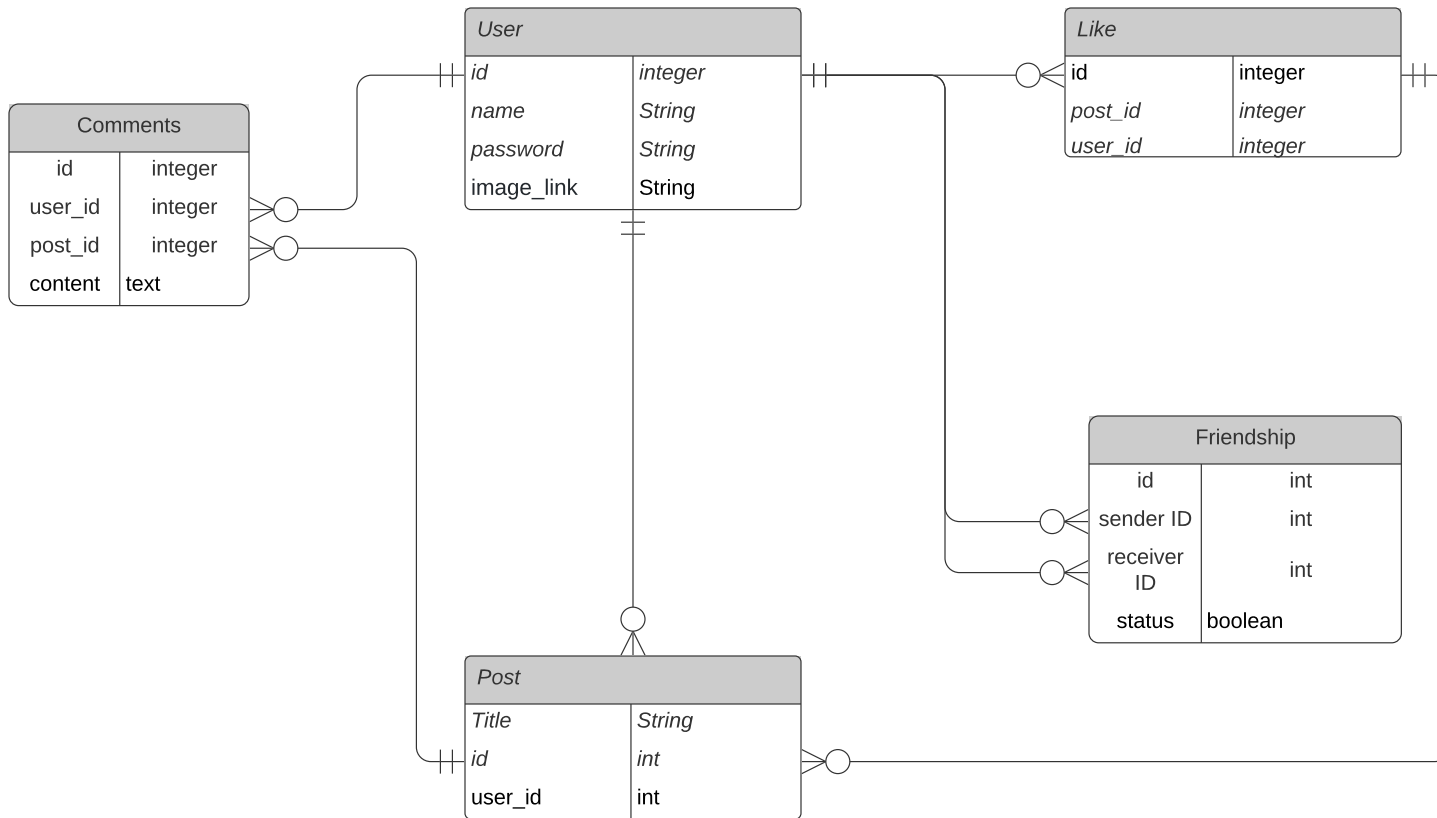 User
id integer
name String
password String
image_link String
Like
id integer
post_id integer
user_id integer
Comments
id integer
user_id integer
post_id integer
content text
Friendship
id int
sender ID int
receiver
ID int
status boolean
Post
Title String
id int
user_id int